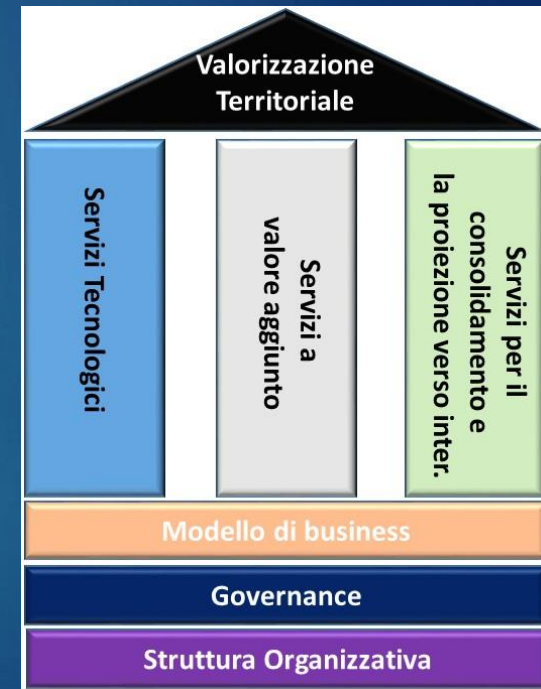 Valorizzazione
Territoriale
Servizi Tecnologici
Servizi a
valore aggiunto
Servizi per il
consolidamento e
la proiezione verso inter.
Modello di business
Governance
Struttura Organizzativa